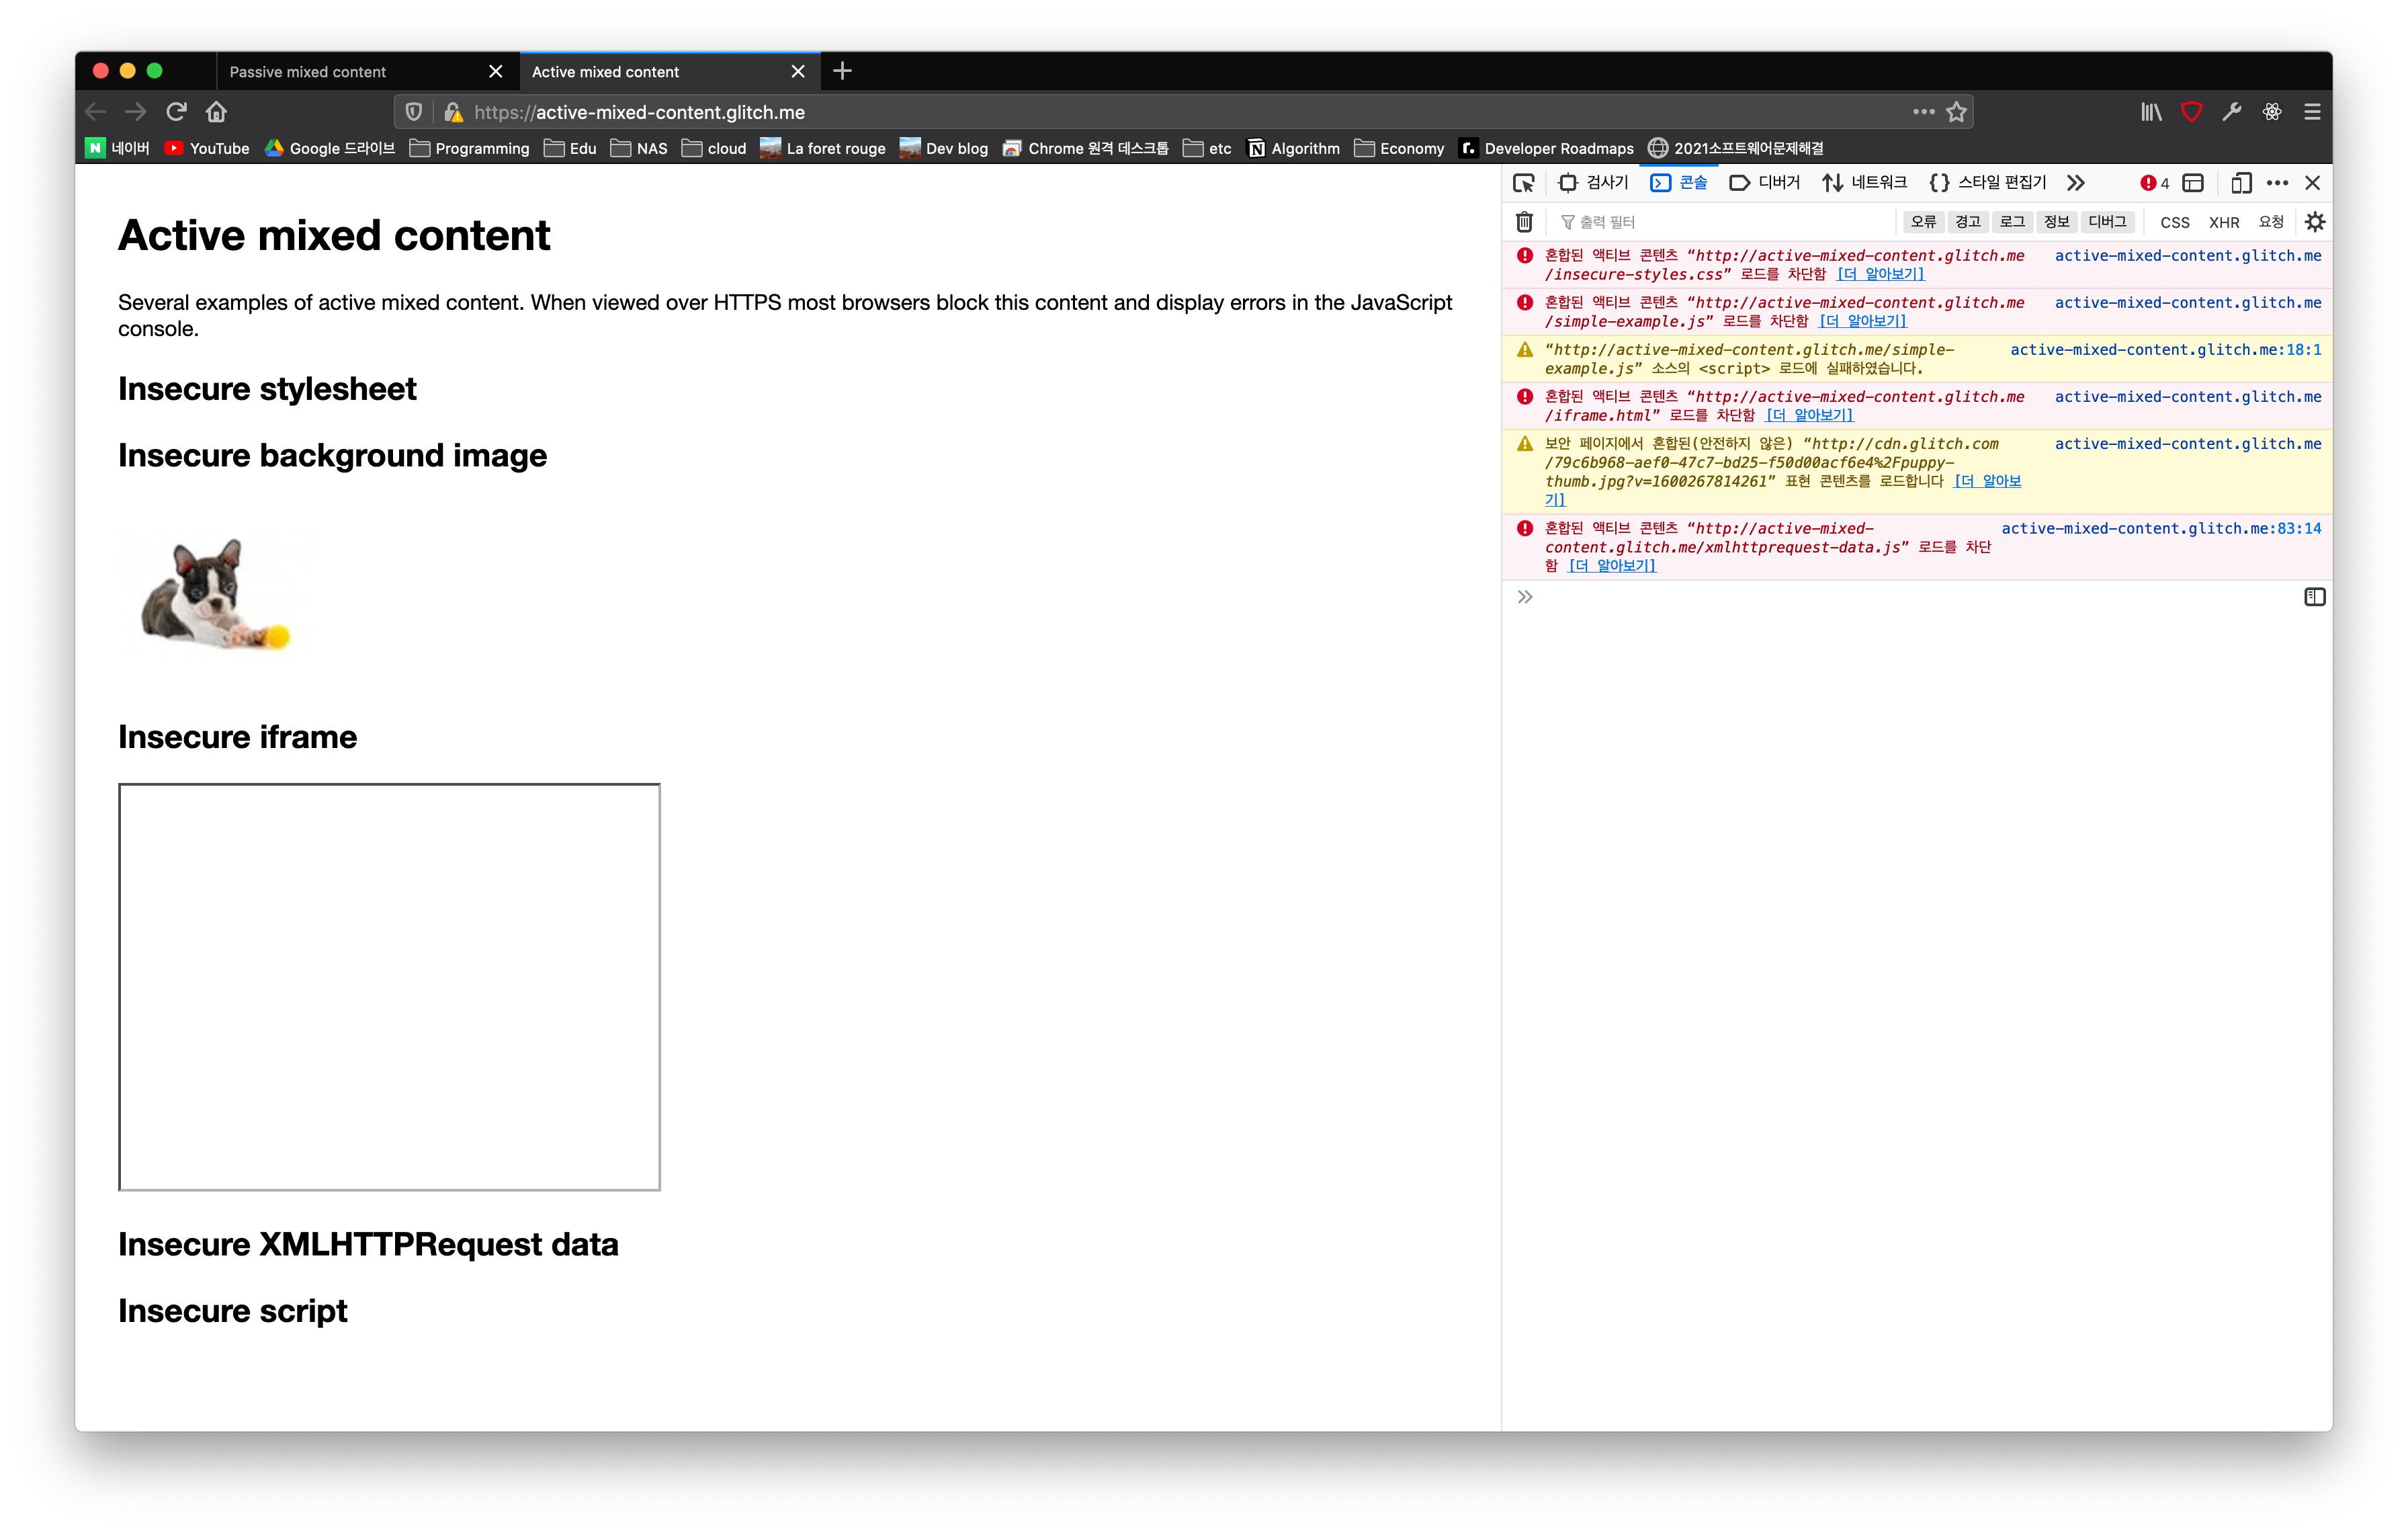 Passive mixed content
Active mixed content
https://active-mixed-content.glitch.me
N 네이버 YouTube Google 드라이브 Programming Edu NAS cloud La foret rouge Dev blog Chrome 원격 데스크톱 etc Algorithm Economy r. Developer Roadmaps 2021소프트웨어문제해결
Active mixed content
Several examples of active mixed content. When viewed over HTTPS most browsers block this content and display errors in the JavaScript
console.
Insecure stylesheet
Insecure background image
Insecure iframe
Insecure XMLHTTPRequest data
Insecure script
검사기 콘솔 디버거 네트워크 스타일 편집기 4
출력 필터 오류 경고 로그 정보 디버그 CSS XHR 요청
혼합된 액티브 콘텐츠 “http://active-mixed-content.glitch.me active-mixed-content.glitch.me
/insecure-styles.css” 로드를 차단함 [더 알아보기]
혼합된 액티브 콘텐츠 “http://active-mixed-content.glitch.me active-mixed-content.glitch.me
/simple-example.js” 로드를 차단함 [더 알아보기]
“http://active-mixed-content.glitch.me/simple- active-mixed-content.glitch.me:18:1
example.js” 소스의 <script> 로드에 실패하였습니다.
혼합된 액티브 콘텐츠 “http://active-mixed-content.glitch.me active-mixed-content.glitch.me
/iframe.html” 로드를 차단함 [더 알아보기]
보안 페이지에서 혼합된(안전하지 않은) “http://cdn.glitch.com active-mixed-content.glitch.me
/79c6b968-aef0-47c7-bd25-f50d00acf6e4%2Fpuppy-
thumb.jpg?v=1600267814261” 표현 콘텐츠를 로드합니다 [더 알아보
기]
혼합된 액티브 콘텐츠 “http://active-mixed- active-mixed-content.glitch.me:83:14
content.glitch.me/xmlhttprequest-data.js” 로드를 차단
함 [더 알아보기]